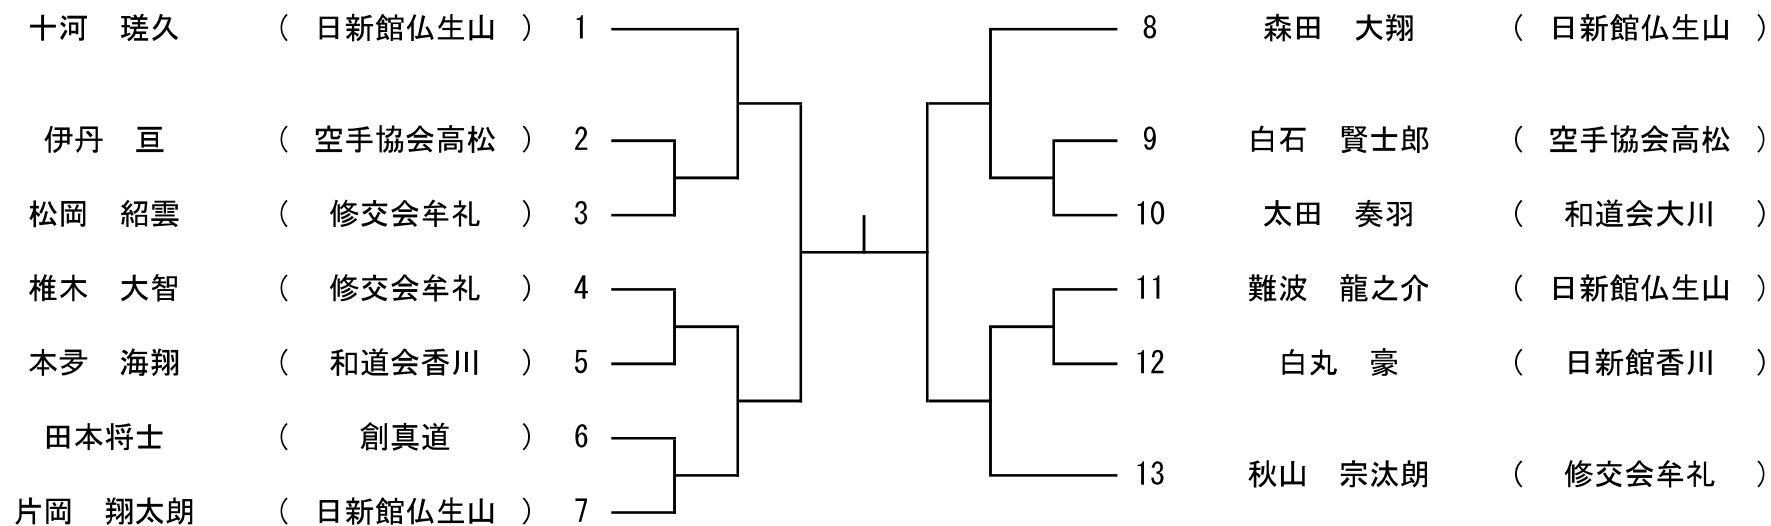 十河　瑳久　（　日新館仏生山　）　1
伊丹　亘　（　空手協会高松　）　2
松岡　紹雲　（　修交会牟礼　）　3
椎木　大智　（　修交会牟礼　）　4
本夛　海翔　（　和道会香川　）　5
田本将士　（　創真道　）　6
片岡　翔太朗　（　日新館仏生山　）　7
8　森田　大翔　（　日新館仏生山　）
9　白石　賢士郎　（　空手協会高松　）
10　太田　奏羽　（　和道会大川　）
11　難波　龍之介　（　日新館仏生山　）
12　白丸　豪　（　日新館香川　）
13　秋山　宗汰朗　（　修交会牟礼　）